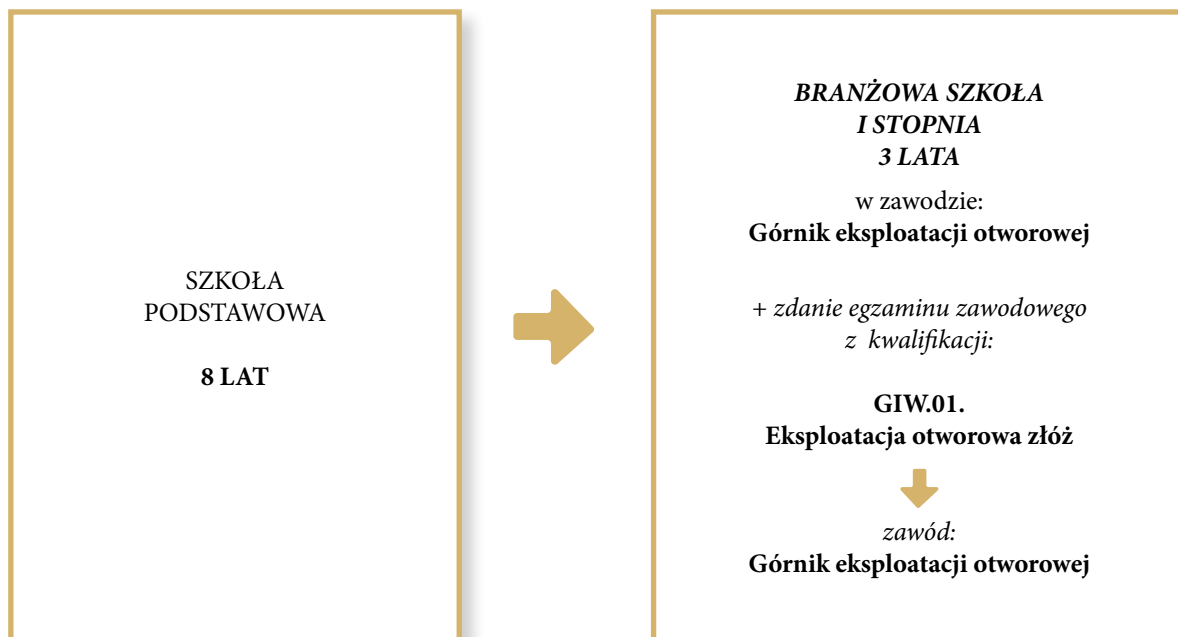 SZKOŁA
PODSTAWOWA
8 LAT
BRANŻOWA SZKOŁA
I STOPNIA
3 LATA
w zawodzie:
Górnik eksploatacji otworowej
+ zdanie egzaminu zawodowego
z kwalifikacji:
GIW.01.
Eksploatacja otworowa złóż
zawód:
Górnik eksploatacji otworowej